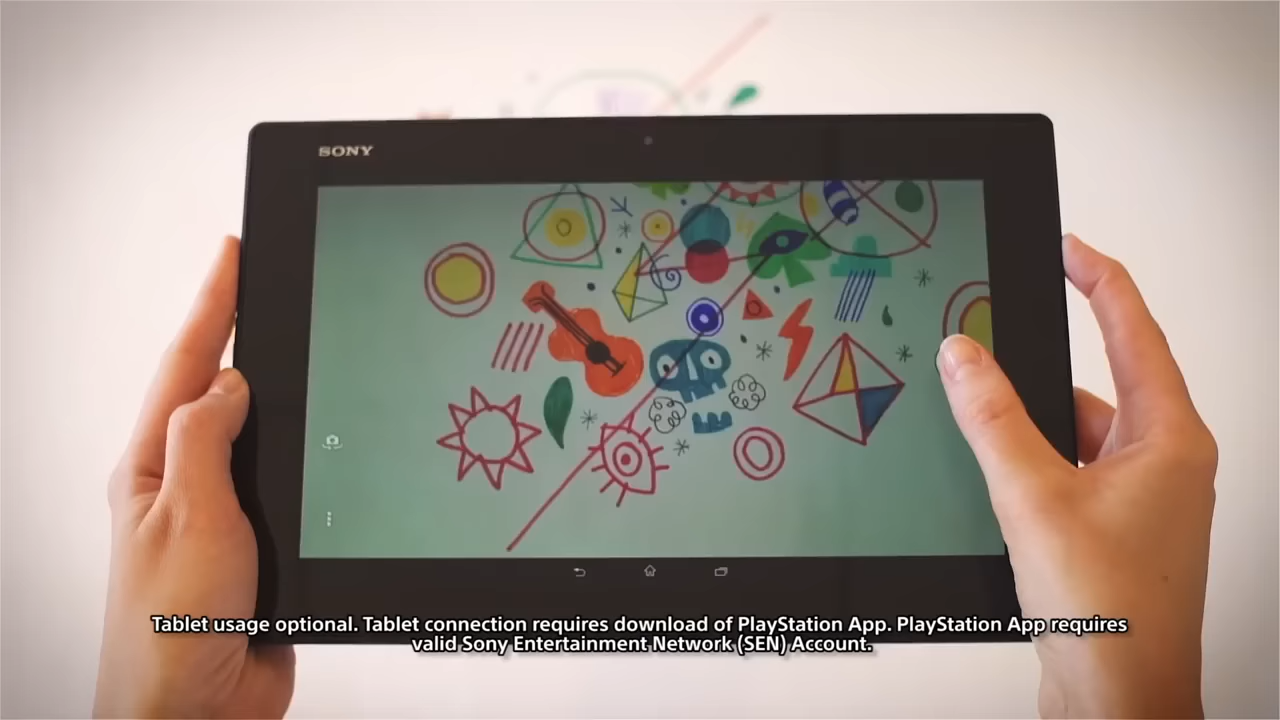 SONY
Tablet usage optional. Tablet connection requires download of PlayStation App. PlayStation App requires
valid Sony Entertainment Network (SEN) Account.